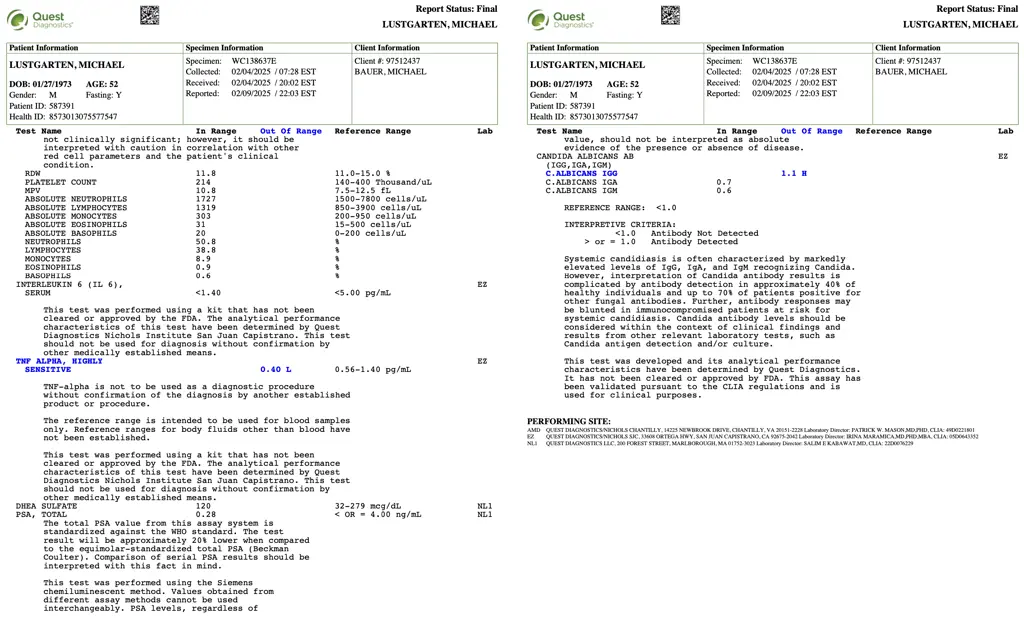 Quest
Diagnostics®
Report Status: Final
LUSTGARTEN, MICHAEL
Patient Information
Specimen Information
Client Information
LUSTGARTEN, MICHAEL
DOB: 01/27/1973 AGE: 52
Gender: M Fasting: Y
Patient ID: 587391
Health ID: 8573013075577547
Specimen: WC138637E
Collected: 02/04/2025 / 07:28 EST
Received: 02/04/2025 / 20:02 EST
Reported: 02/09/2025 / 22:03 EST
Client #: 97512437
BAUER, MICHAEL
Test Name In Range Out Of Range Reference Range Lab
not clinically significant; however, it should be
interpreted with caution in correlation with other
red cell parameters and the patient's clinical
condition.
RDW 11.8 11.0-15.0 %
PLATELET COUNT 214 140-400 Thousand/uL
MPV 10.8 7.5-12.5 fL
ABSOLUTE NEUTROPHILS 1727 1500-7800 cells/uL
ABSOLUTE LYMPHOCYTES 1319 850-3900 cells/uL
ABSOLUTE MONOCYTES 303 200-950 cells/uL
ABSOLUTE EOSINOPHILS 31 15-500 cells/uL
ABSOLUTE BASOPHILS 20 0-200 cells/uL
NEUTROPHILS 50.8 %
LYMPHOCYTES 38.8 %
MONOCYTES 8.9 %
EOSINOPHILS 0.9 %
BASOPHILS 0.6 %
INTERLEUKIN 6 (IL 6), EZ
SERUM <1.40 <5.00 pg/mL
This test was performed using a kit that has not been
cleared or approved by the FDA. The analytical performance
characteristics of this test have been determined by Quest
Diagnostics Nichols Institute San Juan Capistrano. This test
should not be used for diagnosis without confirmation by
other medically established means.
TNF ALPHA, HIGHLY EZ
SENSITIVE 0.40 L 0.56-1.40 pg/mL
TNF-alpha is not to be used as a diagnostic procedure
without confirmation of the diagnosis by another established
product or procedure.
The reference range is intended to be used for blood samples
only. Reference ranges for body fluids other than blood have
not been established.
This test was performed using a kit that has not been
cleared or approved by the FDA. The analytical performance
characteristics of this test have been determined by Quest
Diagnostics Nichols Institute San Juan Capistrano. This test
should not be used for diagnosis without confirmation by
other medically established means.
DHEA SULFATE 120 32-279 mcg/dL NL1
PSA, TOTAL 0.28 < OR = 4.00 ng/mL NL1
The total PSA value from this assay system is
standardized against the WHO standard. The test
result will be approximately 20% lower when compared
to the equimolar-standardized total PSA (Beckman
Coulter). Comparison of serial PSA results should be
interpreted with this fact in mind.
This test was performed using the Siemens
chemiluminescent method. Values obtained from
different assay methods cannot be used
interchangeably. PSA levels, regardless of
Quest
Diagnostics®
Report Status: Final
LUSTGARTEN, MICHAEL
Patient Information
Specimen Information
Client Information
LUSTGARTEN, MICHAEL
DOB: 01/27/1973 AGE: 52
Gender: M Fasting: Y
Patient ID: 587391
Health ID: 8573013075577547
Specimen: WC138637E
Collected: 02/04/2025 / 07:28 EST
Received: 02/04/2025 / 20:02 EST
Reported: 02/09/2025 / 22:03 EST
Client #: 97512437
BAUER, MICHAEL
Test Name In Range Out Of Range Reference Range Lab
value, should not be interpreted as absolute
evidence of the presence or absence of disease.
CANDIDA ALBICANS AB EZ
(IGG,IGA,IGM)
C.ALBICANS IGG 1.1 H
C.ALBICANS IGA 0.7
C.ALBICANS IGM 0.6
REFERENCE RANGE: <1.0
INTERPRETIVE CRITERIA:
<1.0 Antibody Not Detected
> or = 1.0 Antibody Detected
Systemic candidiasis is often characterized by markedly
elevated levels of IgG, IgA, and IgM recognizing Candida.
However, interpretation of Candida antibody results is
complicated by antibody detection in approximately 40% of
healthy individuals and up to 70% of patients positive for
other fungal antibodies. Further, antibody responses may
be blunted in immunocompromised patients at risk for
systemic candidiasis. Candida antibody levels should be
considered within the context of clinical findings and
results from other relevant laboratory tests, such as
Candida antigen detection and/or culture.
This test was developed and its analytical performance
characteristics have been determined by Quest Diagnostics.
It has not been cleared or approved by FDA. This assay has
been validated pursuant to the CLIA regulations and is
used for clinical purposes.
PERFORMING SITE:
AMD QUEST DIAGNOSTICS/NICHOLS CHANTILLY, 14225 NEWBROOK DRIVE, CHANTILLY, VA 20151-2228 Laboratory Director: PATRICK W. MASON,MD,PHD, CLIA: 49D0221801
EZ QUEST DIAGNOSTICS/NICHOLS SJC, 33608 ORTEGA HWY, SAN JUAN CAPISTRANO, CA 92675-2042 Laboratory Director: IRINA MARAMICA,MD,PHD,MBA, CLIA: 05D0643352
NL1 QUEST DIAGNOSTICS LLC, 200 FOREST STREET, MARLBOROUGH, MA 01752-3023 Laboratory Director: SALIM E KABAWAT,MD, CLIA: 22D0076229